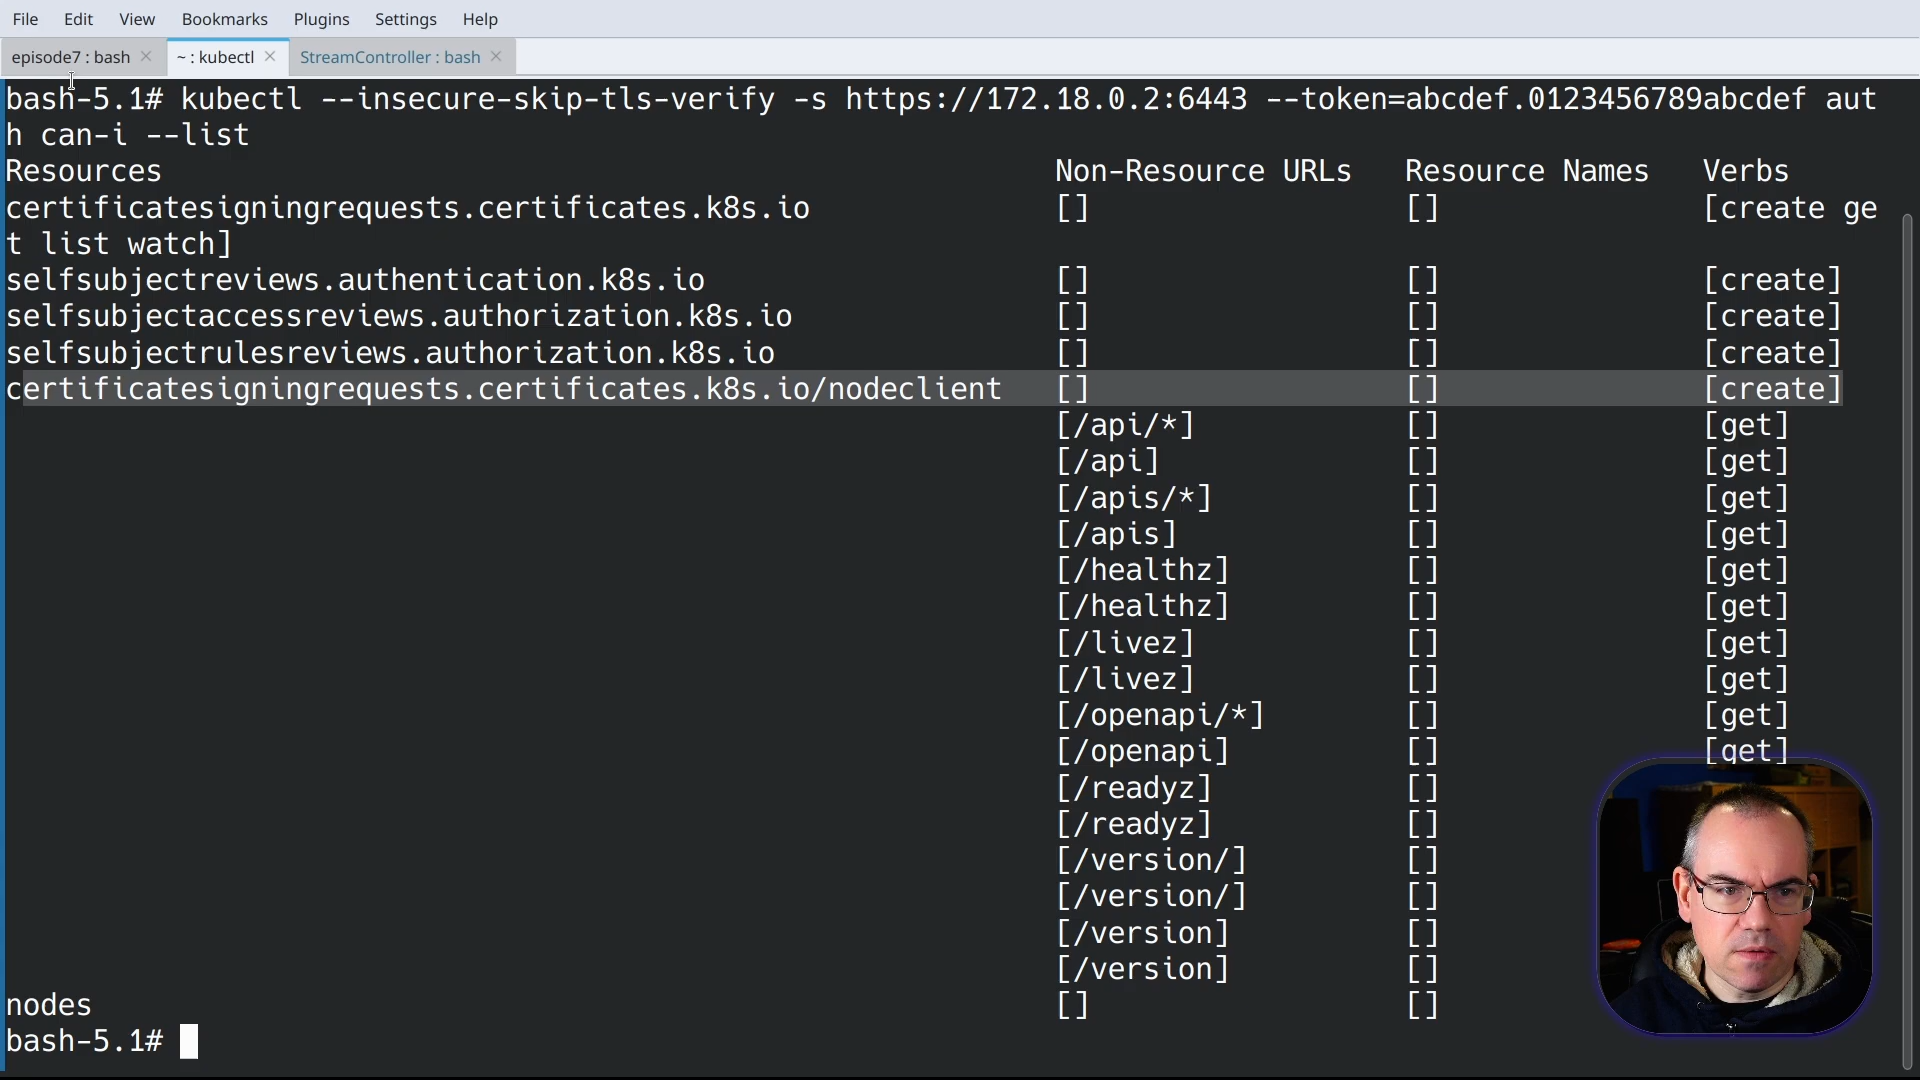 File Edit View Bookmarks Plugins Settings Help
episode7 : bash ~ : kubectl StreamController : bash
bash-5.1# kubectl --insecure-skip-tls-verify -s https://172.18.0.2:6443 --token=abcdef.0123456789abcdef aut
h can-i --list
Resources Non-Resource URLs Resource Names Verbs
certificatesigningrequests.certificates.k8s.io [] [] [create ge
t list watch]
selfsubjectreviews.authentication.k8s.io [] [] [create]
selfsubjectaccessreviews.authorization.k8s.io [] [] [create]
selfsubjectrulesreviews.authorization.k8s.io [] [] [create]
certificatesigningrequests.certificates.k8s.io/nodeclient [] [] [create]
[/api/*] [] [get]
[/api] [] [get]
[/apis/*] [] [get]
[/apis] [] [get]
[/healthz] [] [get]
[/healthz] [] [get]
[/livez] [] [get]
[/livez] [] [get]
[/openapi/*] [] [get]
[/openapi] [] [get]
[/readyz] []
[/readyz] []
[/version/] []
[/version/] []
[/version] []
[/version] []
nodes [] []
bash-5.1#